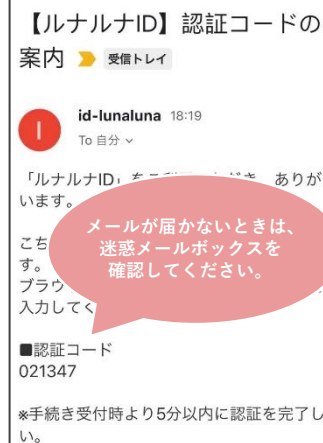 【ルナルナID】認証コードの
案内 受信トレイ
I
id-lunaluna 18:19
To 自分
「ルナルナID」 ありが
います。
こち
す。
メールが届かないときは、
迷惑メールボックスを
確認してください。
ブラウ
入力してく
■認証コード
021347
※手続き受付時より5分以内に認証を完了し
い。